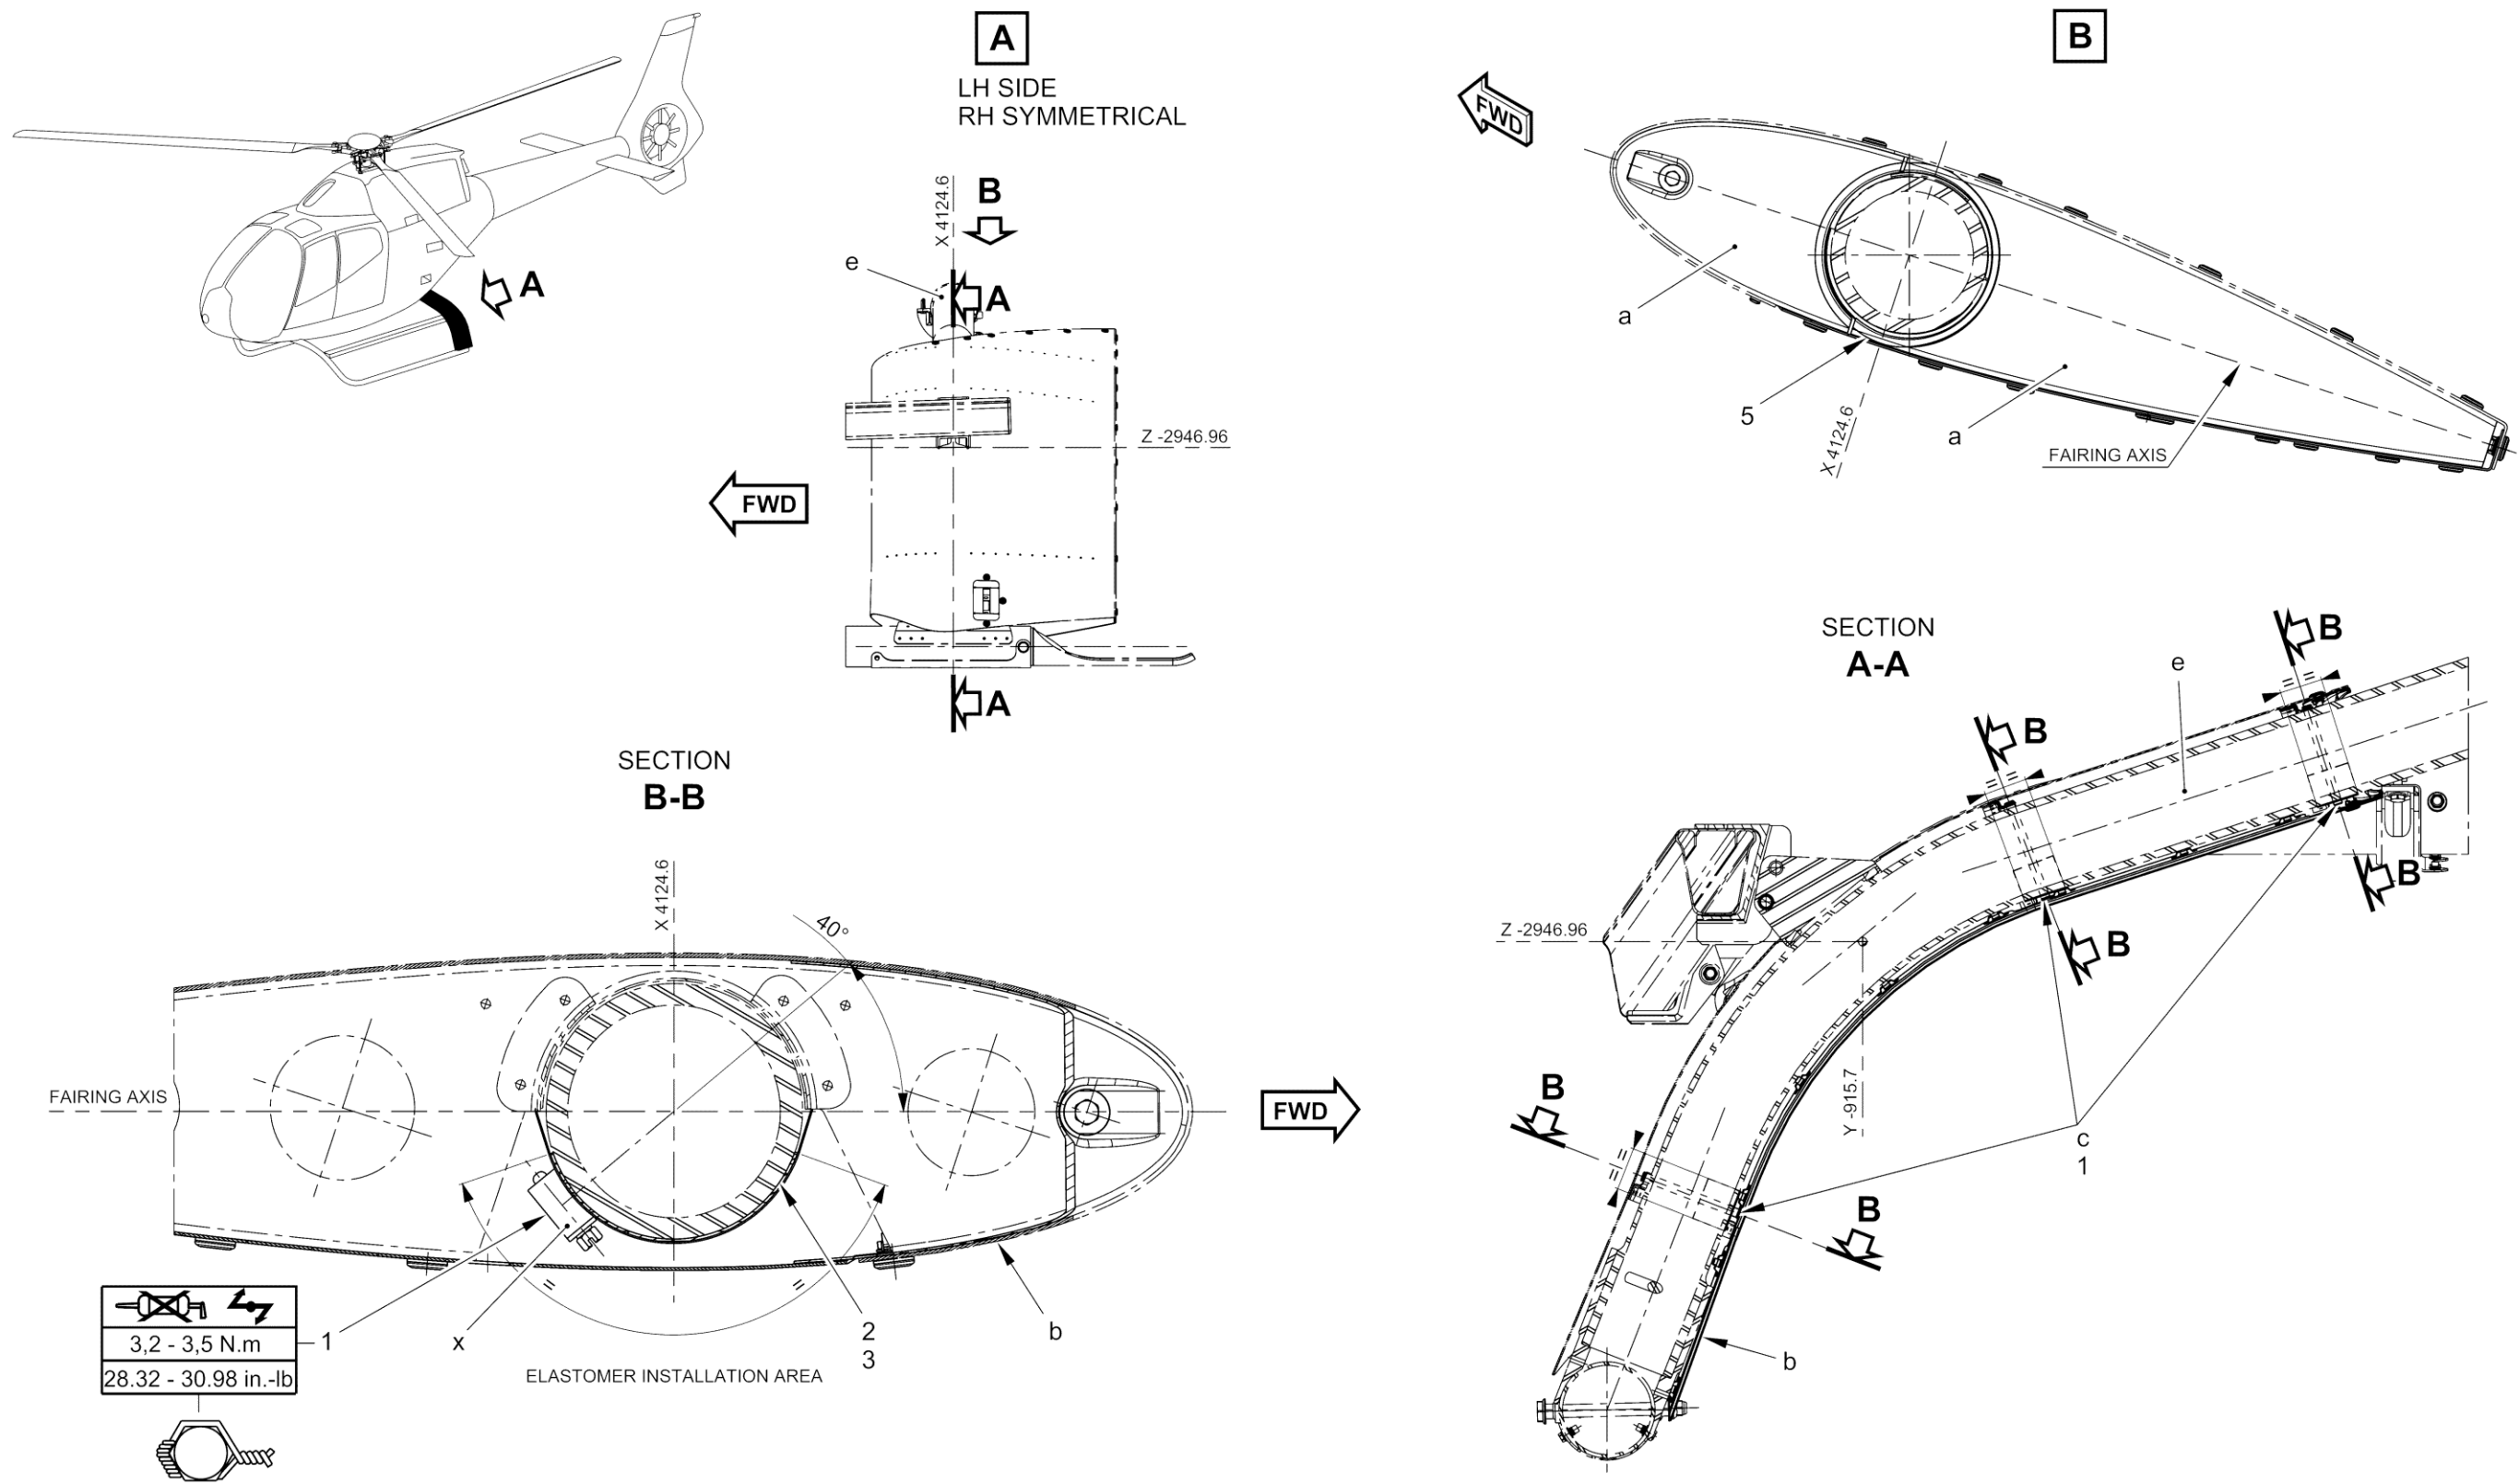 A
A
LH SIDE
RH SYMMETRICAL
X 4124.6
B
e
A
Z -2946.96
FWD
A
B
FWD
a
5
X 4124.6
a
FAIRING AXIS
SECTION
A-A
B
e
B
B
Z -2946.96
B
Y -915.7
B
c
1
B
b
SECTION
B-B
X 4124.6
40°
FAIRING AXIS
FWD
1
x
2
3
b
3,2 - 3,5 N.m
28.32 - 30.98 in.-lb
ELASTOMER INSTALLATION AREA